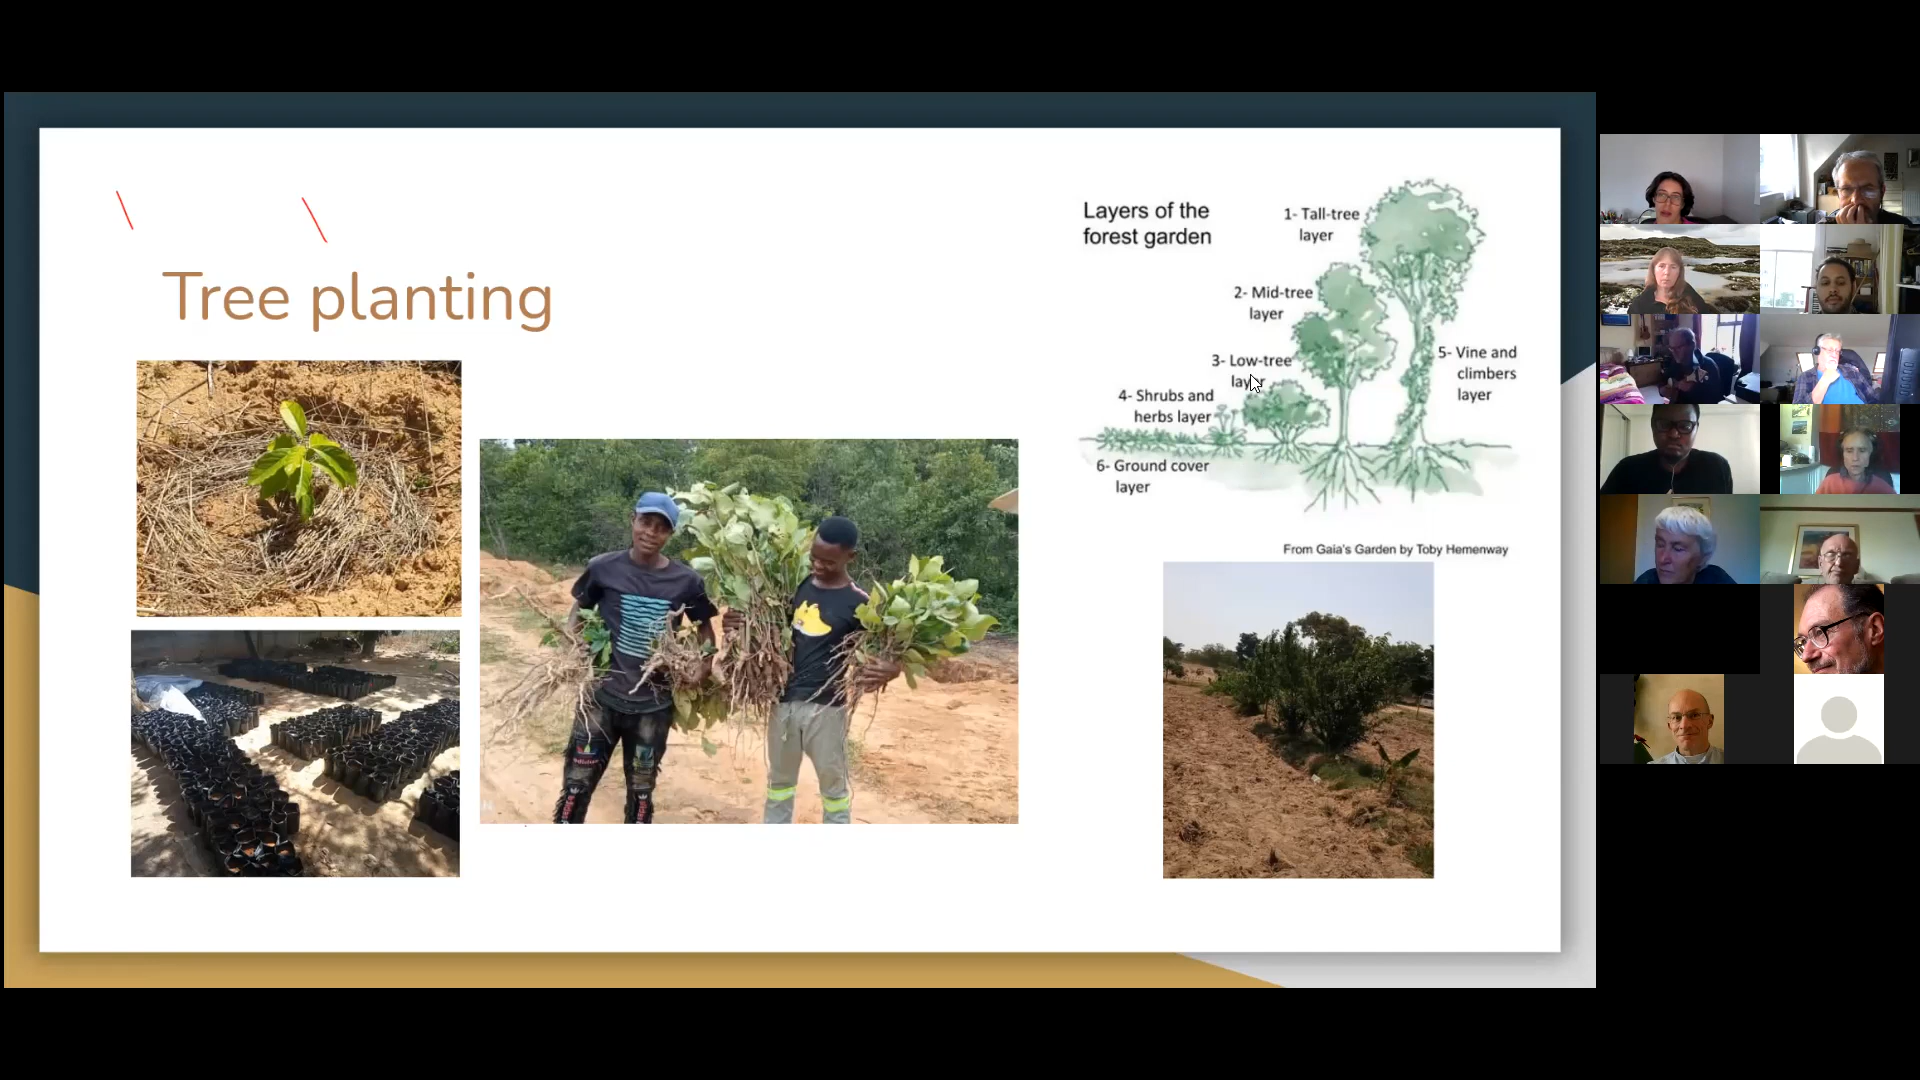 Tree planting
Layers of the
forest garden
1- Tall-tree
layer
2- Mid-tree
layer
3- Low-tree
layer
4- Shrubs and
herbs layer
5- Vine and
climbers
layer
6- Ground cover
layer
From Gaia's Garden by Toby Hemenway